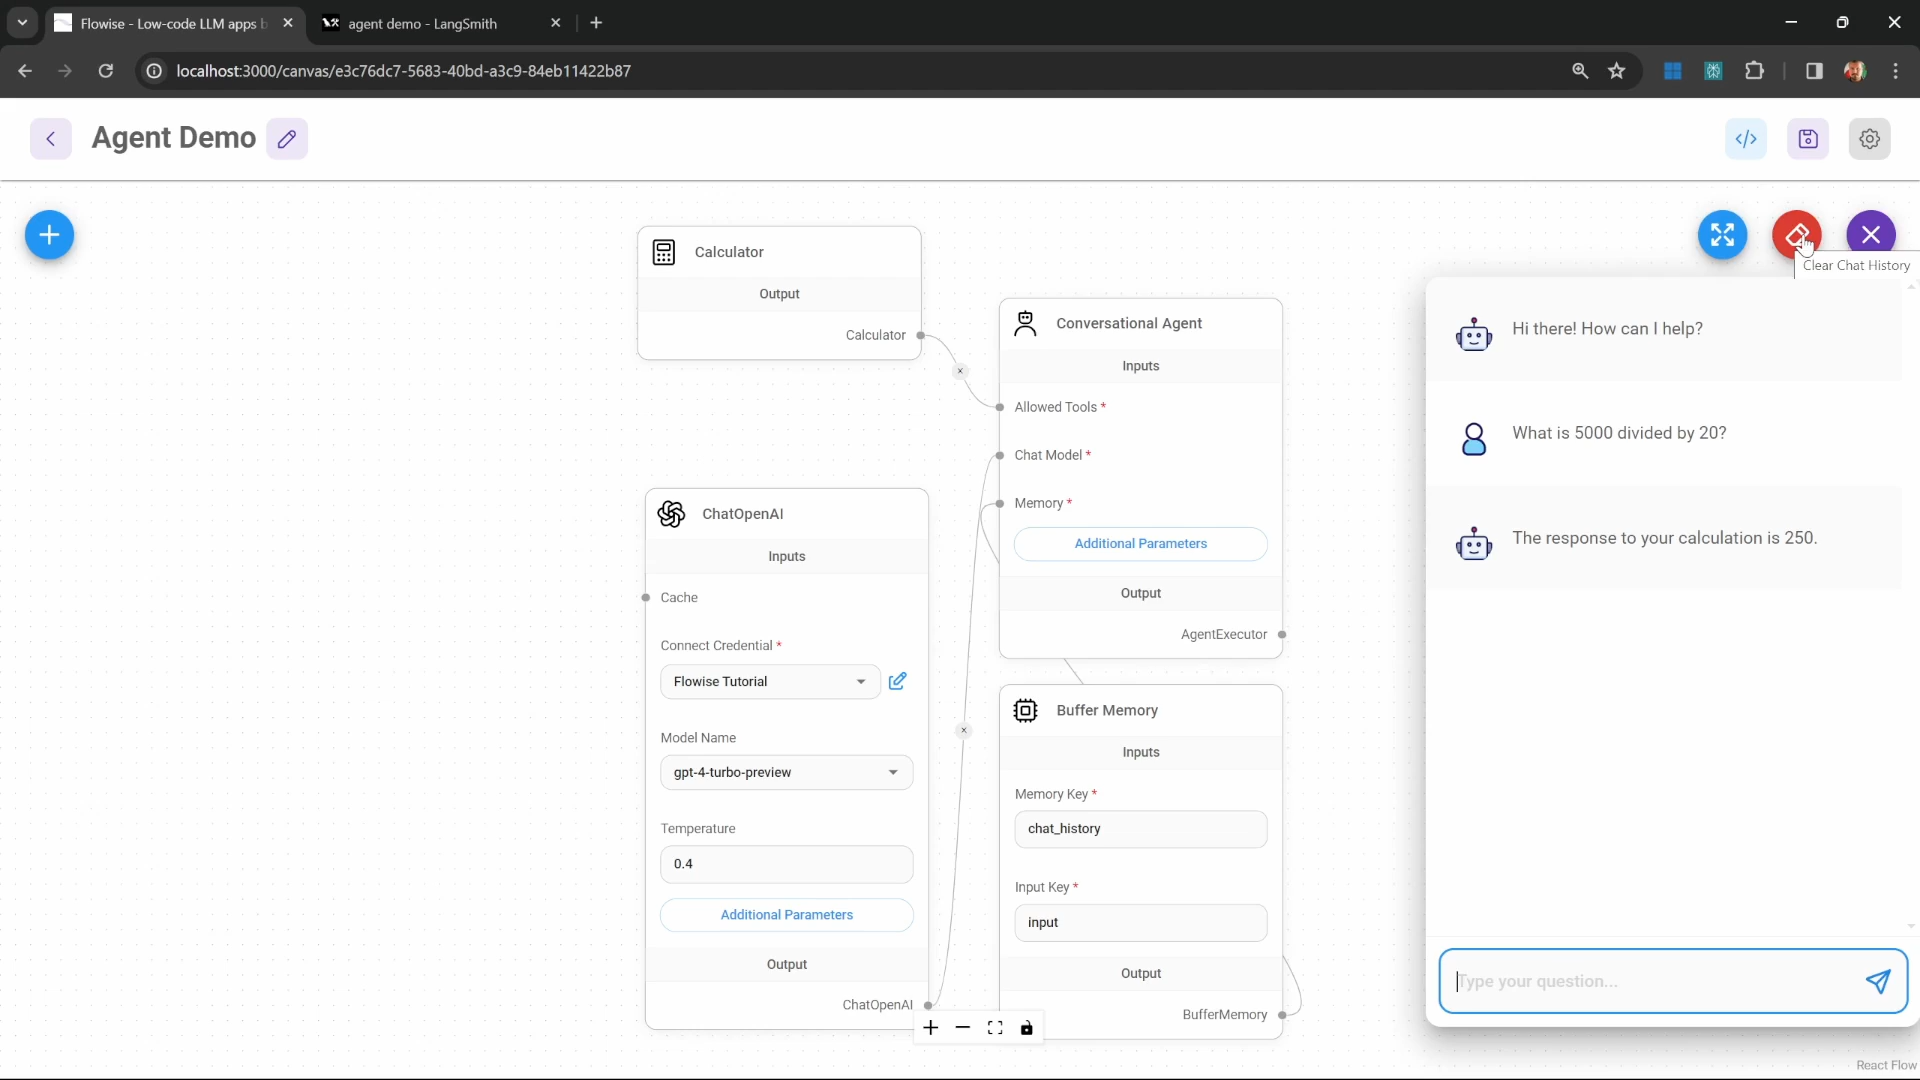 Flowise - Low-code LLM apps b
agent demo - LangSmith
localhost:3000/canvas/e3c76dc7-5683-40bd-a3c9-84eb11422b87
Agent Demo
Clear Chat History
Calculator
Output
Calculator
Conversational Agent
Inputs
Allowed Tools *
Chat Model *
Memory *
Additional Parameters
Output
AgentExecutor
ChatOpenAI
Inputs
Cache
Connect Credential *
Flowise Tutorial
Model Name
gpt-4-turbo-preview
Temperature
0.4
Additional Parameters
Output
ChatOpenAI
Buffer Memory
Inputs
Memory Key *
chat_history
Input Key *
input
Output
BufferMemory
Hi there! How can I help?
What is 5000 divided by 20?
The response to your calculation is 250.
Type your question...
React Flow